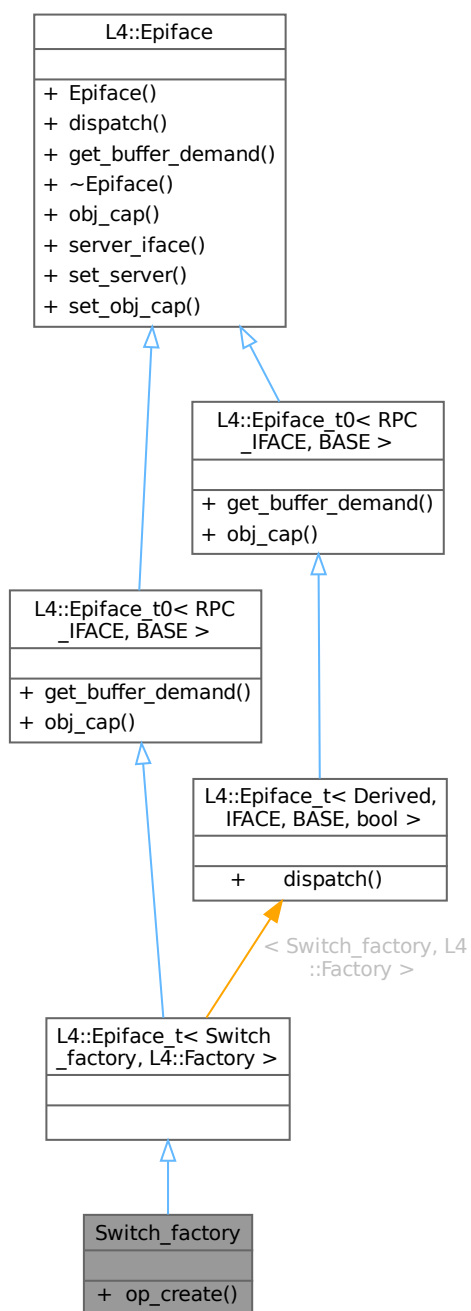 L4::Epiface
+ Epiface()
+ dispatch()
+ get_buffer_demand()
+ ~Epiface()
+ obj_cap()
+ server_iface()
+ set_server()
+ set_obj_cap()
L4::Epiface_t0< RPC
_IFACE, BASE >
+ get_buffer_demand()
+ obj_cap()
L4::Epiface_t0< RPC
_IFACE, BASE >
+ get_buffer_demand()
+ obj_cap()
L4::Epiface_t< Derived,
IFACE, BASE, bool >
+ dispatch()
< Switch_factory, L4
::Factory >
L4::Epiface_t< Switch
_factory, L4::Factory >
Switch_factory
+ op_create()